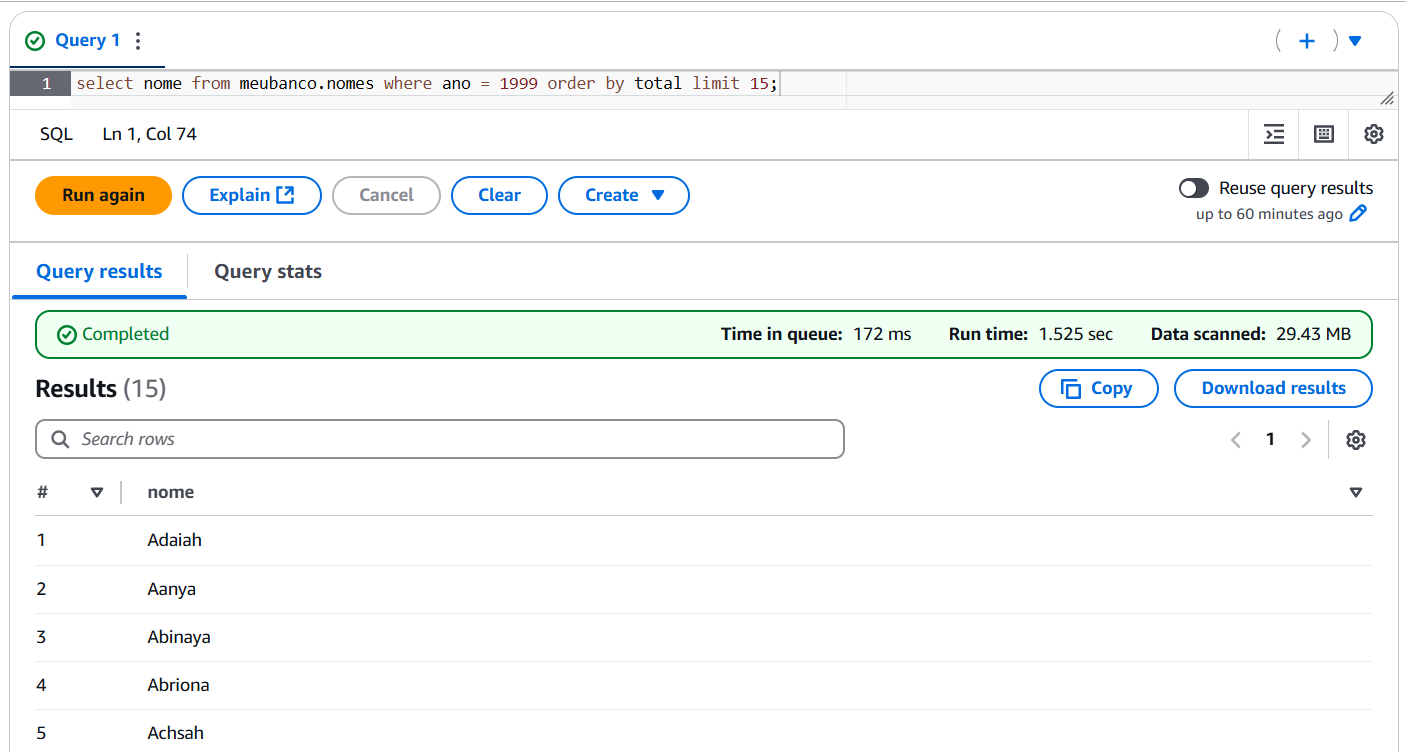 Query 1
1 select nome from meubanco.nomes where ano = 1999 order by total limit 15;
SQL Ln 1, Col 74
Run again Explain Cancel Clear Create Reuse query results
up to 60 minutes ago
Query results Query stats
Completed Time in queue: 172 ms Run time: 1.525 sec Data scanned: 29.43 MB
Results (15) Copy Download results
Search rows 1
# nome
1 Adaiah
2 Aanya
3 Abinaya
4 Abriona
5 Achsah